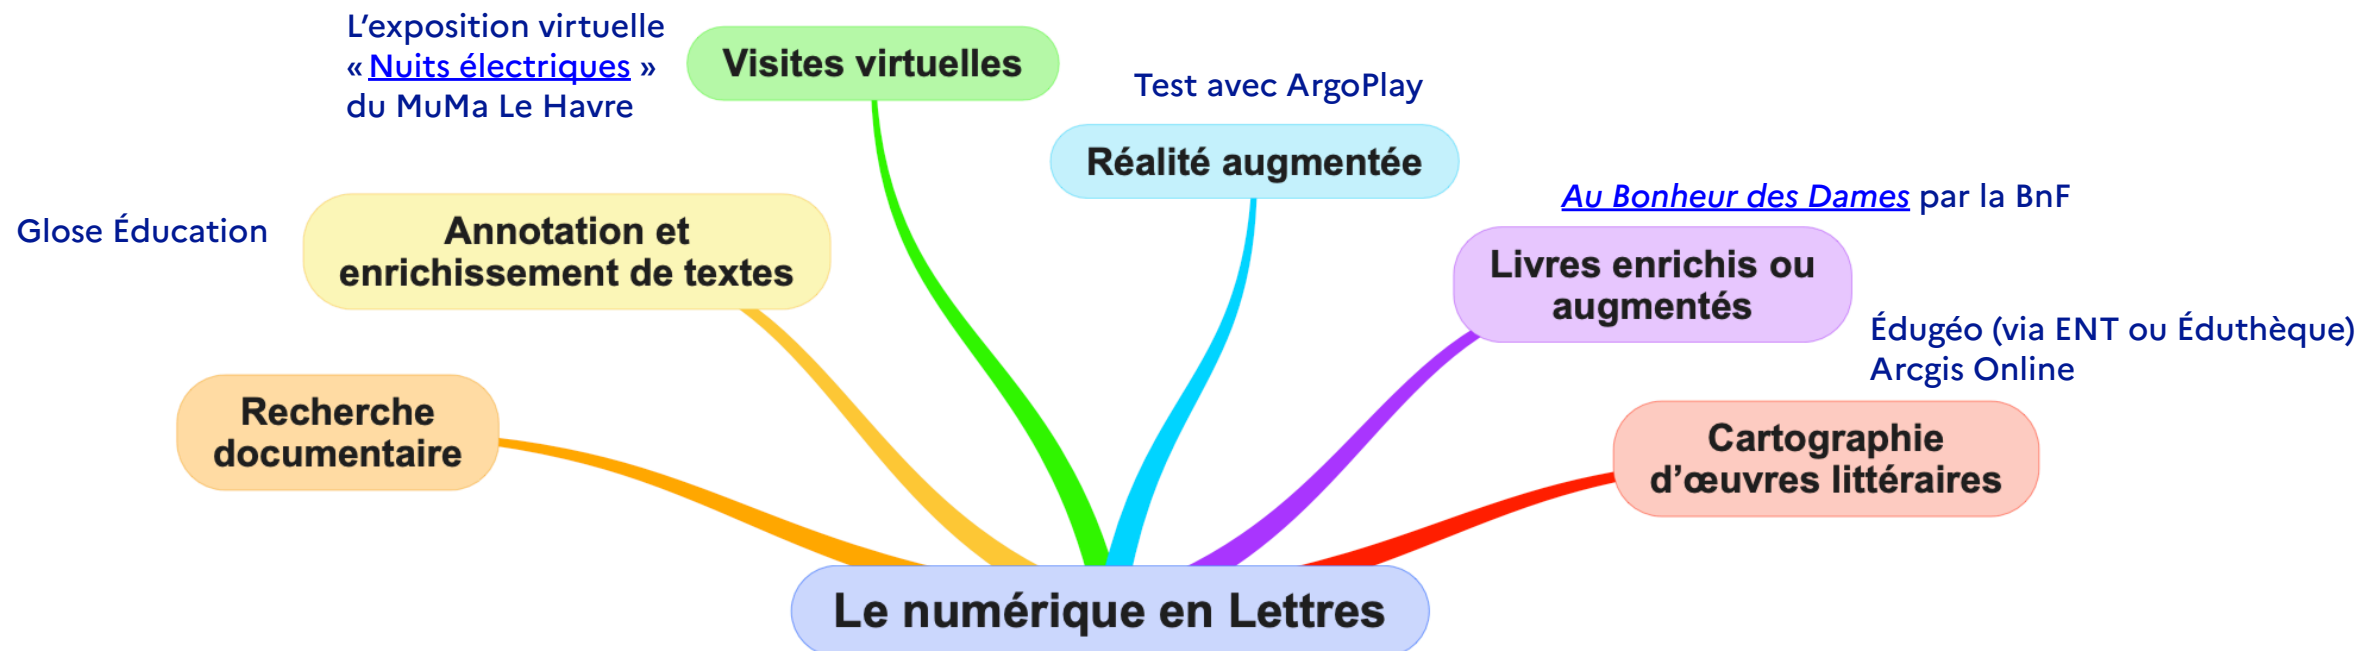 L’exposition virtuelle
« Nuits électriques »
du MuMa Le Havre
Visites virtuelles
Test avec ArgoPlay
Réalité augmentée
Glose Éducation
Annotation et
enrichissement de textes
Au Bonheur des Dames par la BnF
Livres enrichis ou
augmentés
Recherche
documentaire
Édugéo (via ENT ou Éduthèque)
Arcgis Online
Cartographie
d’œuvres littéraires
Le numérique en Lettres